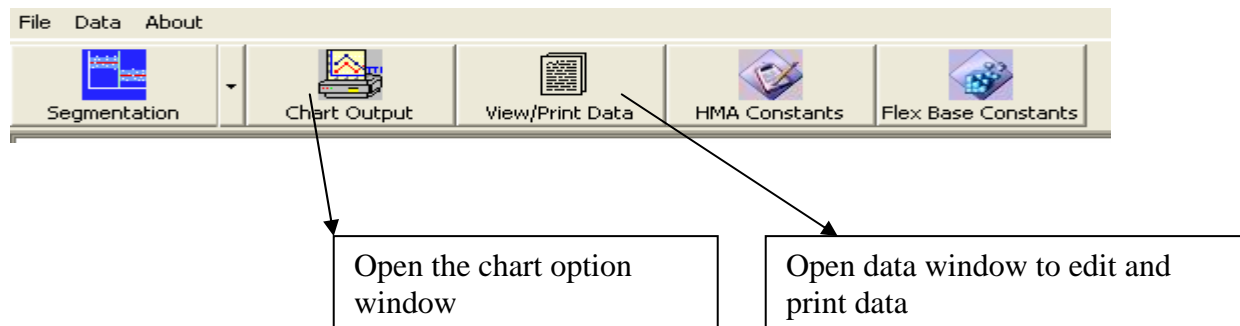 File Data About
Segmentation Chart Output View/Print Data HMA Constants Flex Base Constants
Open the chart option
window
Open data window to edit and
print data